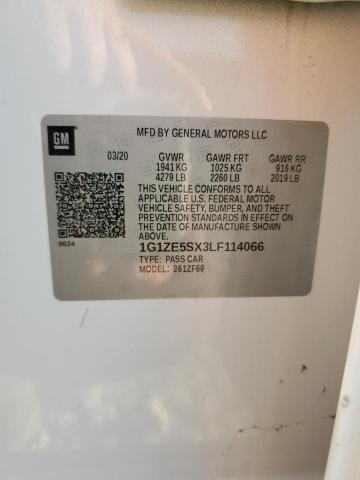 GM
MFD BY GENERAL MOTORS LLC
03/20 GVWR GAWR FRT GAWR RR
1941 KG 1025 KG 916 KG
4279 LB 2260 LB 2019 LB
THIS VEHICLE CONFORMS TO ALL
APPLICABLE U.S. FEDERAL MOTOR
VEHICLE SAFETY, BUMPER, AND THEFT
PREVENTION STANDARDS IN EFFECT ON
THE DATE OF MANUFACTURE SHOWN
ABOVE.
8624
1G1ZE5SX3LF114066
TYPE: PASS CAR
MODEL: 361ZF69